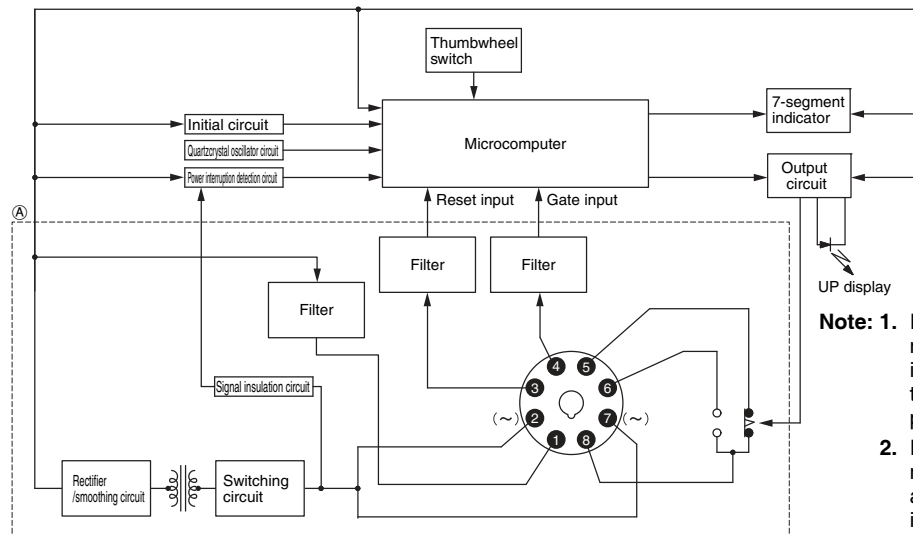 Thumbwheel
switch
7-segment
indicator
Initial circuit
Microcomputer
Quartzcrystal oscillator circuit
Power interruption detection circuit
Output
circuit
Reset input
Gate input
Ⓐ
Filter
Filter
Filter
UP display
Note: 1.
2.
Signal insulation circuit
4
5
3
6
(~)
2
7
(~)
1
8
Rectifier
/smoothing circuit
Switching
circuit